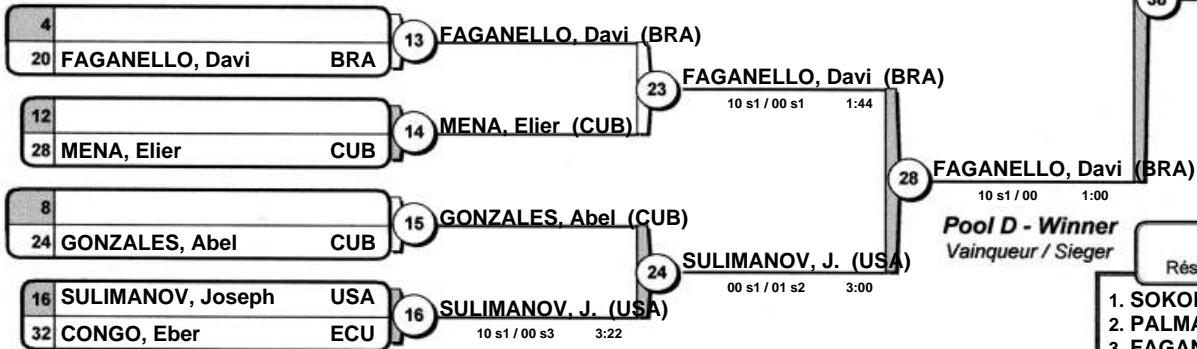 4
20 FAGANELLO, Davi BRA
13 FAGANELLO, Davi (BRA)
12
28 MENA, Elier CUB
14 MENA, Elier (CUB)
23 FAGANELLO, Davi (BRA)
10 s1 / 00 s1 1:44
8
24 GONZALES, Abel CUB
15 GONZALES, Abel (CUB)
16 SULIMANOV, Joseph USA
32 CONGO, Eber ECU
16 SULIMANOV, J. (USA)
10 s1 / 00 s3 3:22
24 SULIMANOV, J. (USA)
00 s1 / 01 s2 3:00
28 FAGANELLO, Davi (BRA)
10 s1 / 00 1:00
Pool D - Winner
Vainqueur / Sieger
1.
2. PALMA
3.